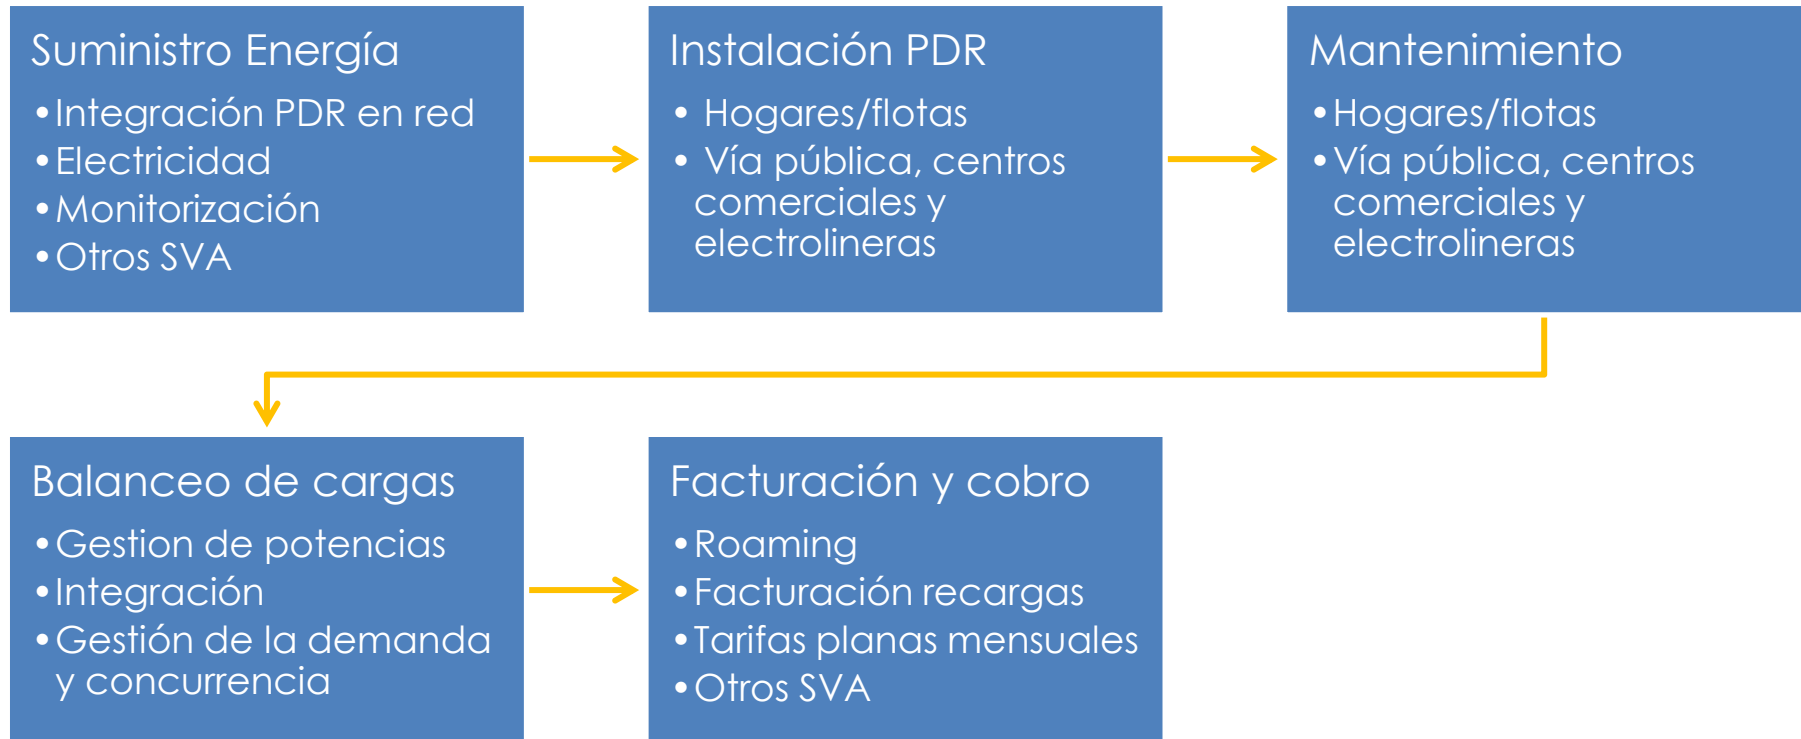 Suministro Energía
•Integración PDR en red
•Electricidad
•Monitorización
•Otros SVA
Instalación PDR
• Hogares/flotas
• Vía pública, centros
comerciales y
electrolineras
Mantenimiento
•Hogares/flotas
•Vía pública, centros
comerciales y
electrolineras
Balanceo de cargas
•Gestion de potencias
•Integración
•Gestión de la demanda
y concurrencia
Facturación y cobro
•Roaming
•Facturación recargas
•Tarifas planas mensuales
•Otros SVA